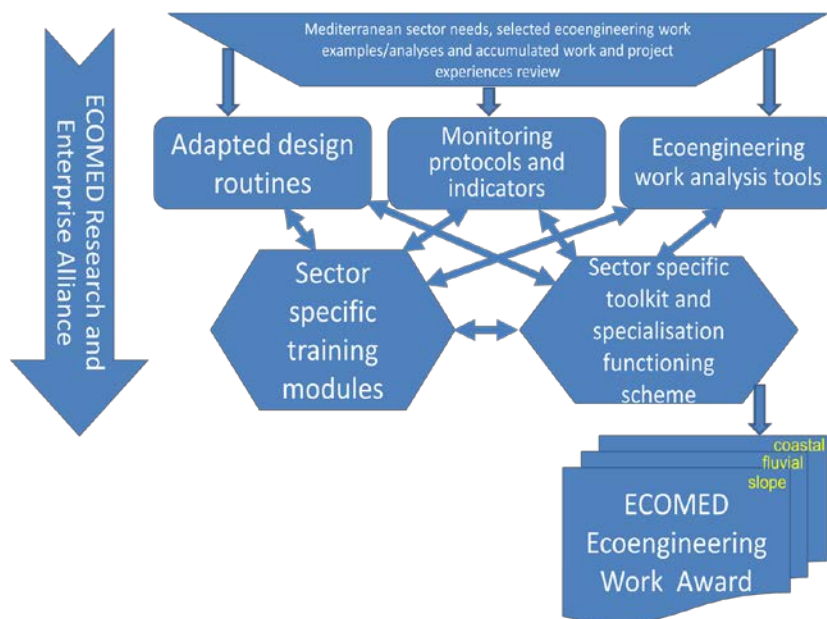 Mediterranean sector needs, selected ecoengineering work
examples/analyses and accumulated work and project
experiences review
ECOMED Research and
Enterprise Alliance
Adapted design
routines
Monitoring
protocols and
indicators
Ecoengineering
work analysis tools
Sector
specific
training
modules
Sector specific
toolkit and
specialisation
functioning
scheme
coastal
fluvial
slope
ECOMED
Ecoengineering
Work Award